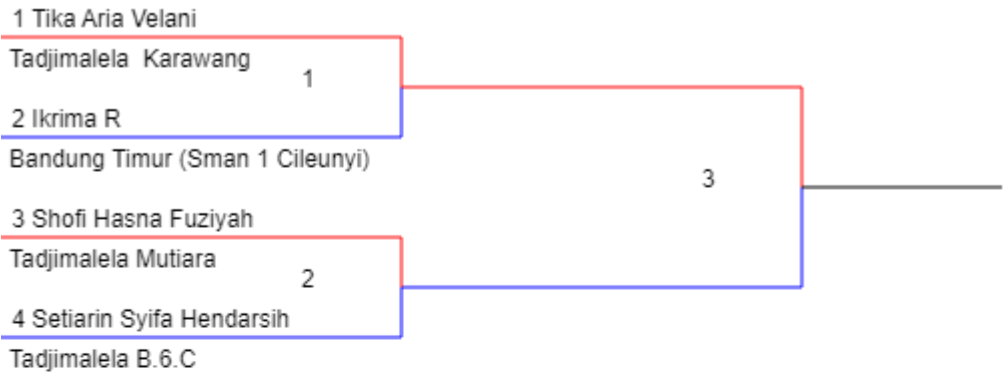 1 Tika Aria Velani
Tadjimalela Karawang
1
2 Ikrima R
Bandung Timur (Sman 1 Cileunyi)
3
3 Shofi Hasna Fuziyah
Tadjimalela Mutiara
2
4 Setiarin Syifa Hendarsih
Tadjimalela B.6.C